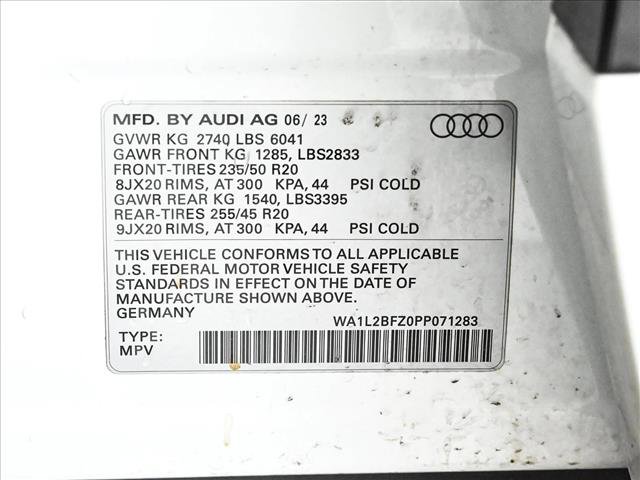 MFD. BY AUDI AG 06/ 23
GVWR KG 2740 LBS 6041
GAWR FRONT KG 1285, LBS2833
FRONT-TIRES 235/50 R20
8JX20 RIMS, AT 300 KPA, 44 PSI COLD
GAWR REAR KG 1540, LBS3395
REAR-TIRES 255/45 R20
9JX20 RIMS, AT 300 KPA, 44 PSI COLD
THIS VEHICLE CONFORMS TO ALL APPLICABLE
U.S. FEDERAL MOTOR VEHICLE SAFETY
STANDARDS IN EFFECT ON THE DATE OF
MANUFACTURE SHOWN ABOVE.
GERMANY
WA1L2BFZ0PP071283
TYPE:
MPV